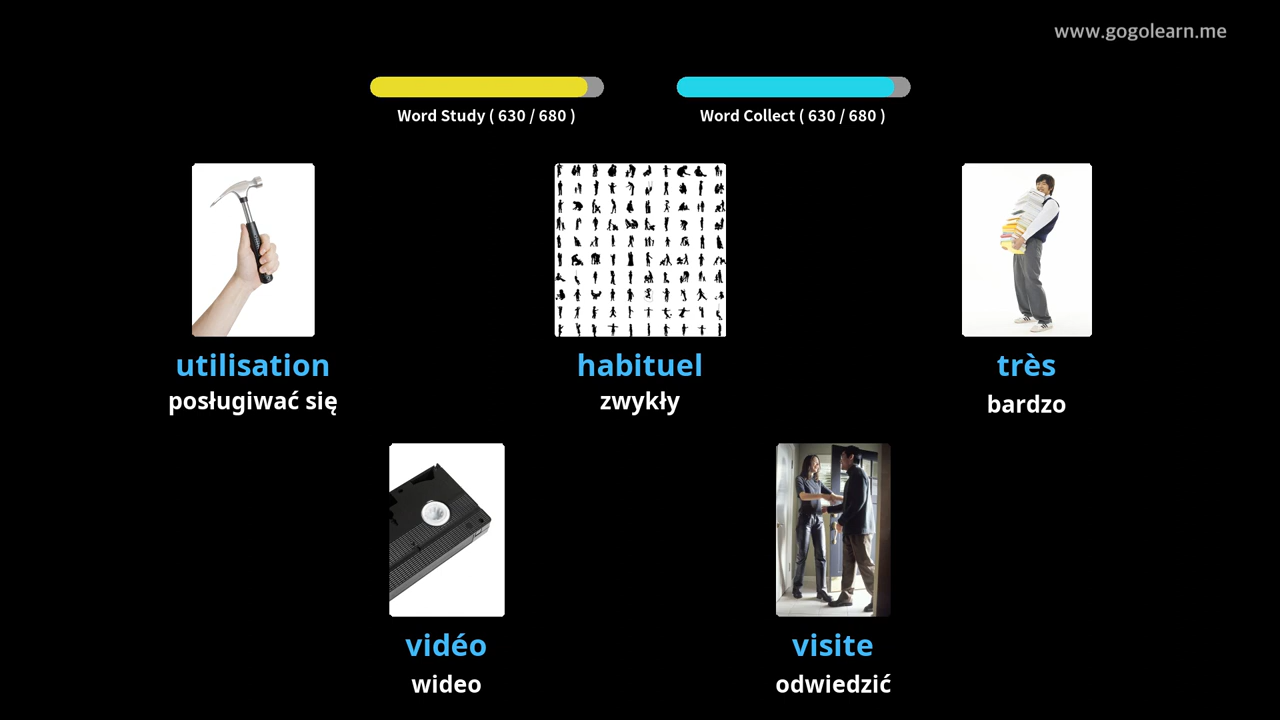 www.gogolearn.me
Word Study ( 630 / 680 )
Word Collect ( 630 / 680 )
utilisation
posługiwać się
habituel
zwykły
très
bardzo
vidéo
wideo
visite
odwiedzić